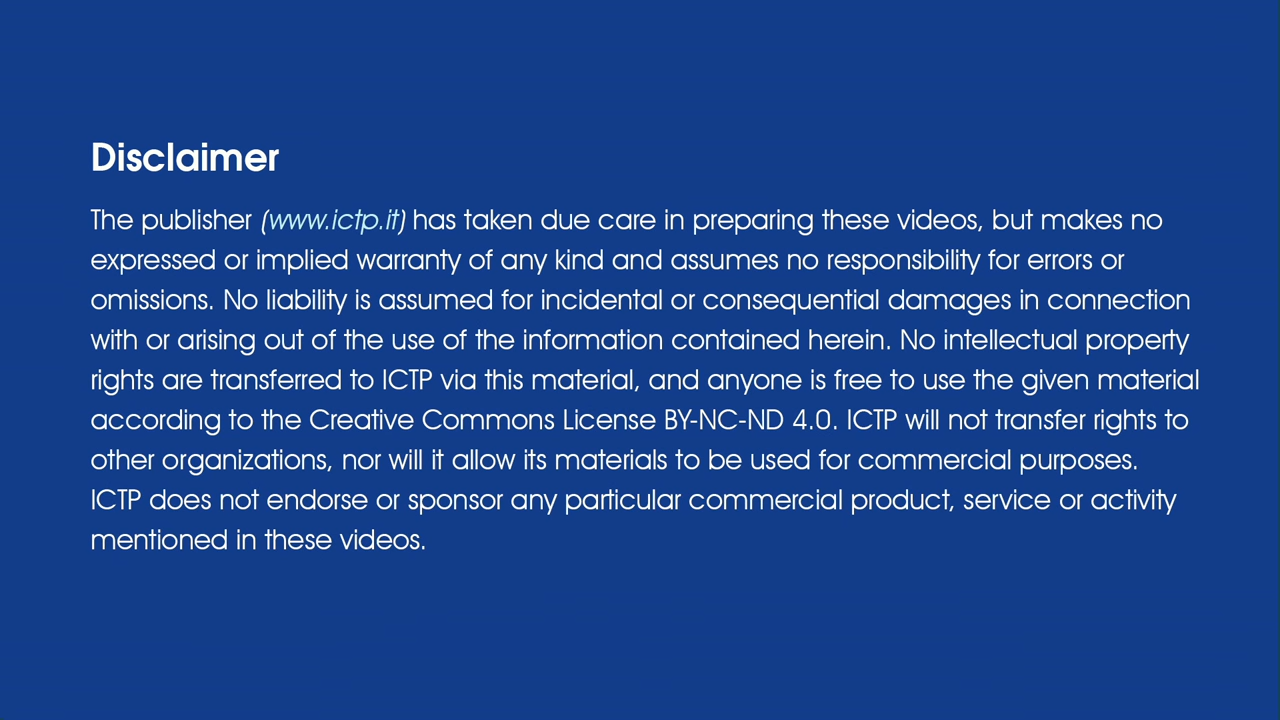 Disclaimer
The publisher (www.ictp.it) has taken due care in preparing these videos, but makes no
expressed or implied warranty of any kind and assumes no responsibility for errors or
omissions. No liability is assumed for incidental or consequential damages in connection
with or arising out of the use of the information contained herein. No intellectual property
rights are transferred to ICTP via this material, and anyone is free to use the given material
according to the Creative Commons License BY-NC-ND 4.0. ICTP will not transfer rights to
other organizations, nor will it allow its materials to be used for commercial purposes.
ICTP does not endorse or sponsor any particular commercial product, service or activity
mentioned in these videos.